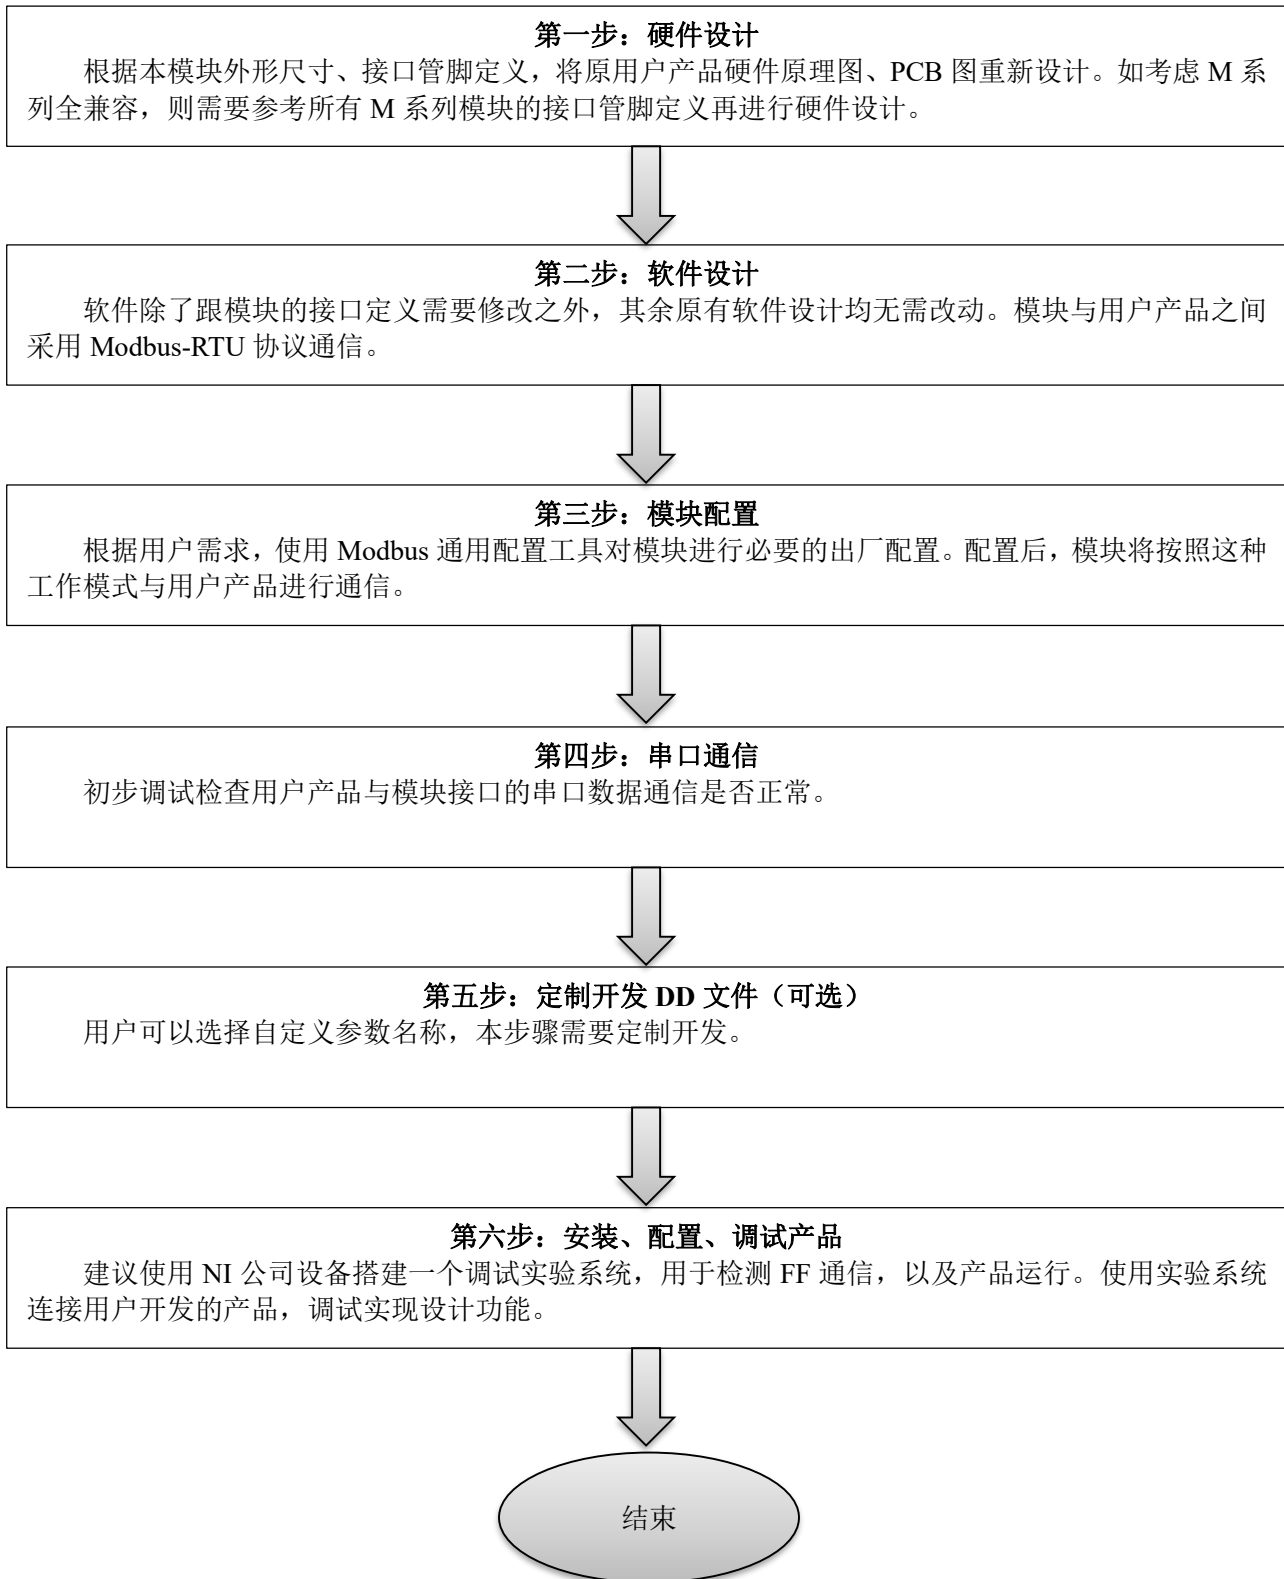 第一步：硬件设计
根据本模块外形尺寸、接口管脚定义，将原用户产品硬件原理图、PCB 图重新设计。如考虑 M 系
列全兼容，则需要参考所有 M 系列模块的接口管脚定义再进行硬件设计。
第二步：软件设计
软件除了跟模块的接口定义需要修改之外，其余原有软件设计均无需改动。模块与用户产品之间
采用 Modbus-RTU 协议通信。
第三步：模块配置
根据用户需求，使用 Modbus 通用配置工具对模块进行必要的出厂配置。配置后，模块将按照这种
工作模式与用户产品进行通信。
第四步：串口通信
初步调试检查用户产品与模块接口的串口数据通信是否正常。
第五步：定制开发 DD 文件（可选）
用户可以选择自定义参数名称，本步骤需要定制开发。
第六步：安装、配置、调试产品
建议使用 NI 公司设备搭建一个调试实验系统，用于检测 FF 通信，以及产品运行。使用实验系统
连接用户开发的产品，调试实现设计功能。
结束